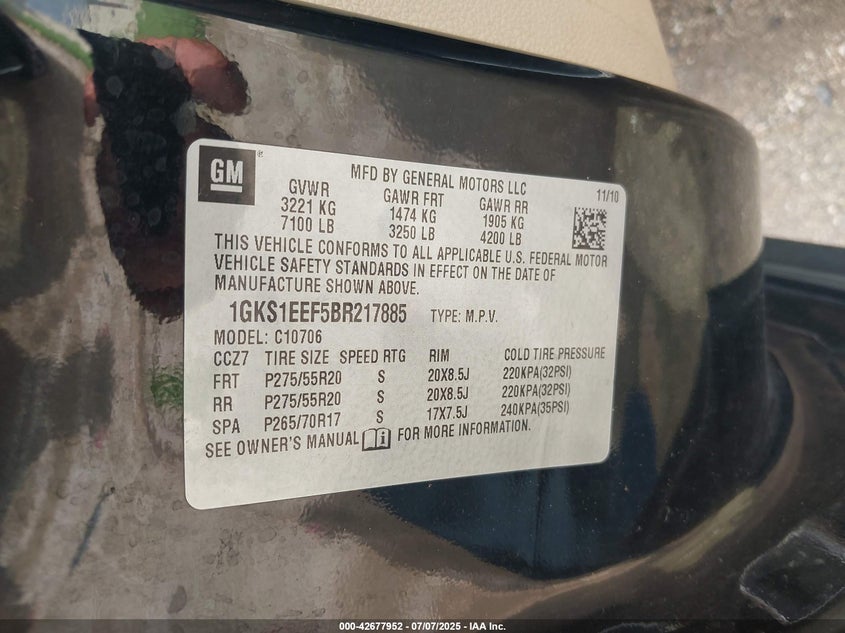 GM®
MFD BY GENERAL MOTORS LLC
11/10
GVWR GAWR FRT GAWR RR
3221 KG 1474 KG 1905 KG
7100 LB 3250 LB 4200 LB
THIS VEHICLE CONFORMS TO ALL APPLICABLE U.S. FEDERAL MOTOR
VEHICLE SAFETY STANDARDS IN EFFECT ON THE DATE OF
MANUFACTURE SHOWN ABOVE.
1GKS1EEF5BR217885 TYPE: M.P.V.
MODEL: C10706
CCZ7 TIRE SIZE SPEED RTG RIM COLD TIRE PRESSURE
FRT P275/55R20 S 20X8.5J 220KPA(32PSI)
RR P275/55R20 S 20X8.5J 220KPA(32PSI)
SPA P265/70R17 S 17X7.5J 240KPA(35PSI)
SEE OWNER'S MANUAL FOR MORE INFORMATION.
000-42677952 / 07/07/2025 - IAA Inc.